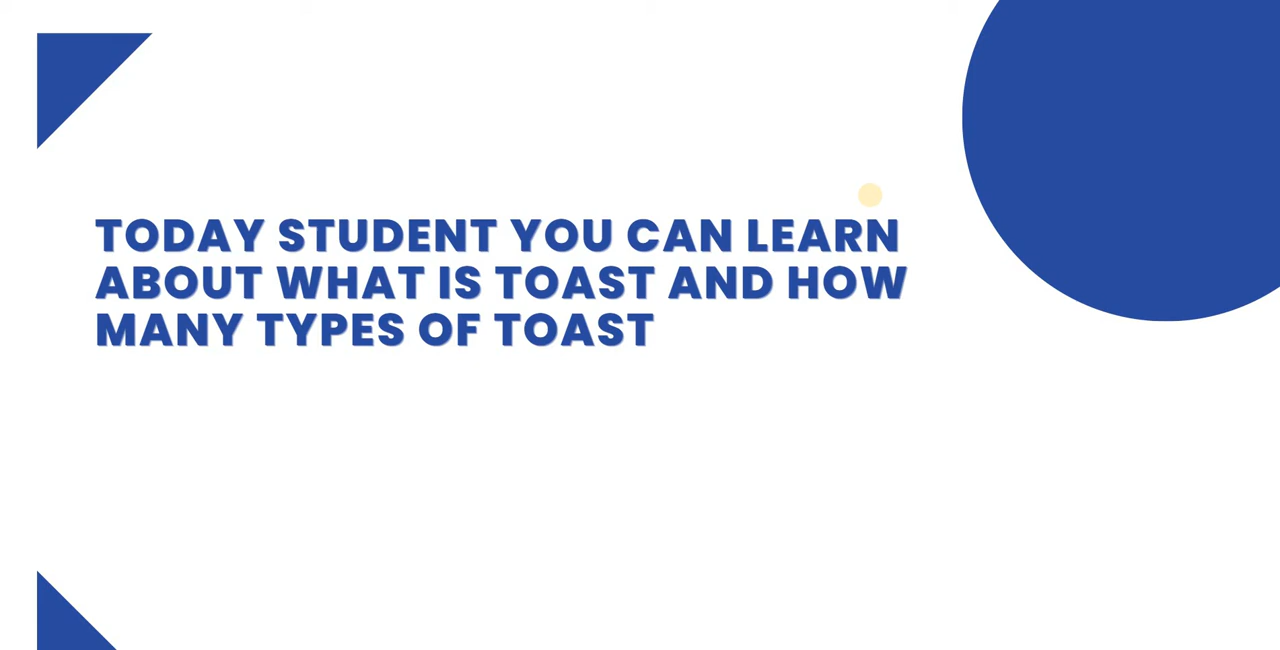 TODAY STUDENT YOU CAN LEARN
ABOUT WHAT IS TOAST AND HOW
MANY TYPES OF TOAST